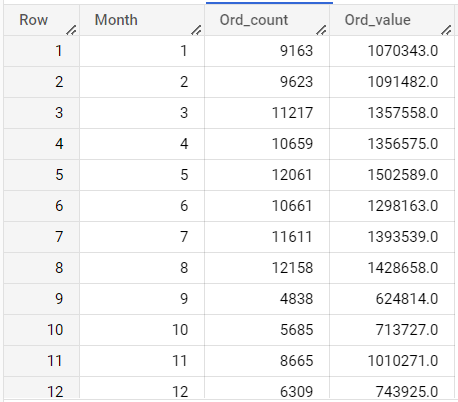 Row Month Ord_count Ord_value
1 1 9163 1070343.0
2 2 9623 1091482.0
3 3 11217 1357558.0
4 4 10659 1356575.0
5 5 12061 1502589.0
6 6 10661 1298163.0
7 7 11611 1393539.0
8 8 12158 1428658.0
9 9 4838 624814.0
10 10 5685 713727.0
11 11 8665 1010271.0
12 12 6309 743925.0